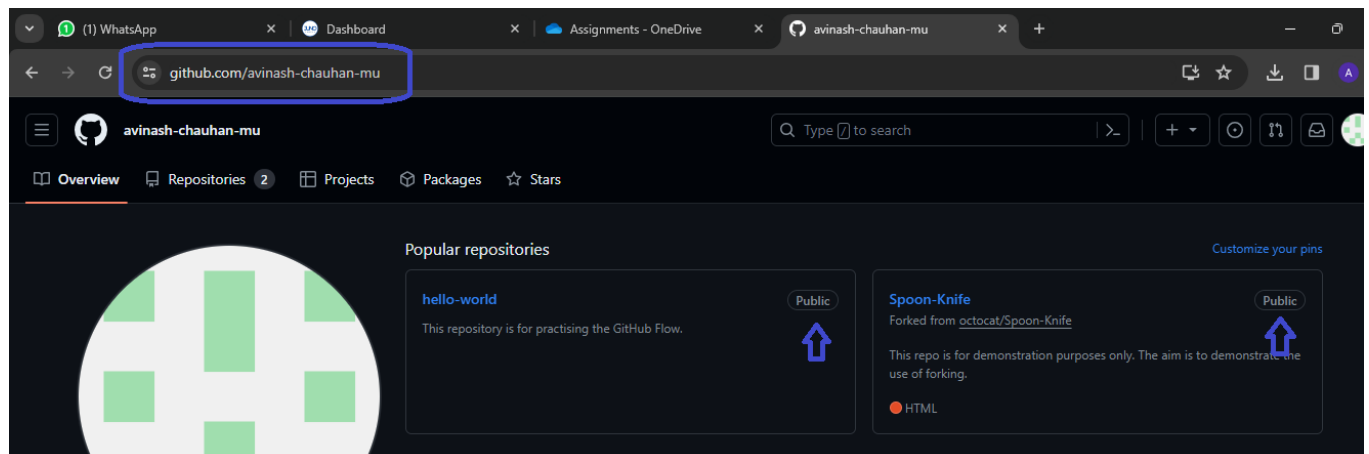 (1) WhatsApp
Dashboard
Assignments - OneDrive
avinash-chauhan-mu
github.com/avinash-chauhan-mu
A
avinash-chauhan-mu
Type / to search
Overview
Repositories 2
Projects
Packages
Stars
Popular repositories
Customize your pins
hello-world
Public
This repository is for practising the GitHub Flow.
Spoon-Knife
Public
Forked from octocat/Spoon-Knife
This repo is for demonstration purposes only. The aim is to demonstrate the
use of forking.
HTML